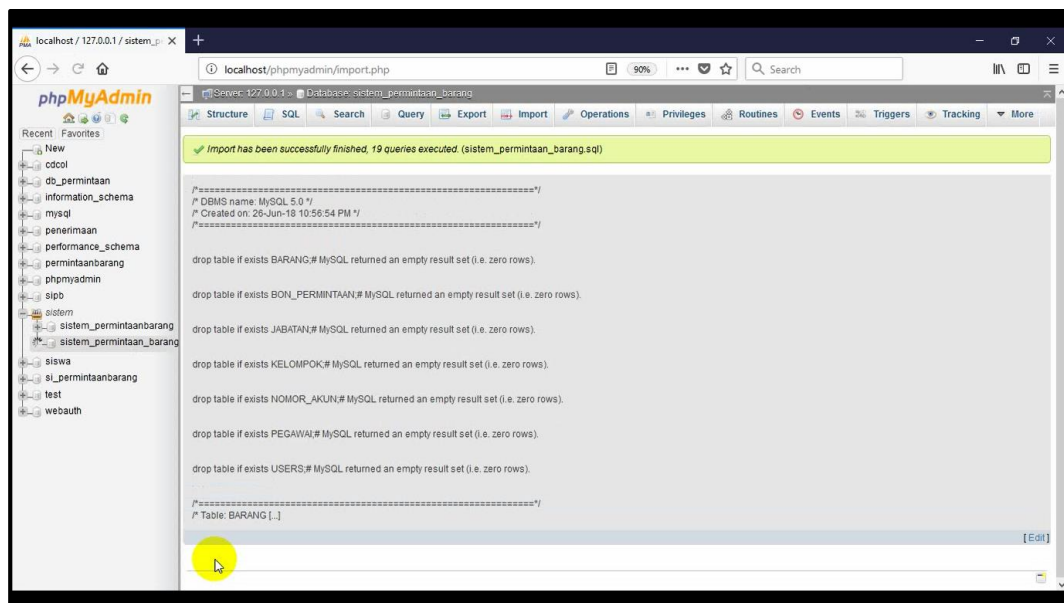 localhost / 127.0.0.1 / sistem_p
localhost/phpmyadmin/import.php
90%
Search
phpMyAdmin
Recent Favorites
New
cdcol
db_permintaan
information_schema
mysql
penerimaan
performance_schema
permintaanbarang
phpmyadmin
sipb
sistem
sistem_permintaanbarang
sistem_permintaan_barang
siswa
si_permintaanbarang
test
webauth
Server: 127.0.0.1 » Database: sistem_permintaan_barang
Structure SQL Search Query Export Import Operations Privileges Routines Events Triggers Tracking More
Import has been successfully finished, 19 queries executed. (sistem_permintaan_barang.sql)
/*==============================================================*/
/* DBMS name: MySQL 5.0 */
/* Created on: 26-Jun-18 10:56:54 PM */
/*==============================================================*/
drop table if exists BARANG;# MySQL returned an empty result set (i.e. zero rows).
drop table if exists BON_PERMINTAAN;# MySQL returned an empty result set (i.e. zero rows).
drop table if exists JABATAN;# MySQL returned an empty result set (i.e. zero rows).
drop table if exists KELOMPOK;# MySQL returned an empty result set (i.e. zero rows).
drop table if exists NOMOR_AKUN;# MySQL returned an empty result set (i.e. zero rows).
drop table if exists PEGAWAI;# MySQL returned an empty result set (i.e. zero rows).
drop table if exists USERS;# MySQL returned an empty result set (i.e. zero rows).
/*==============================================================*/
/* Table: BARANG [...]
[ Edit ]